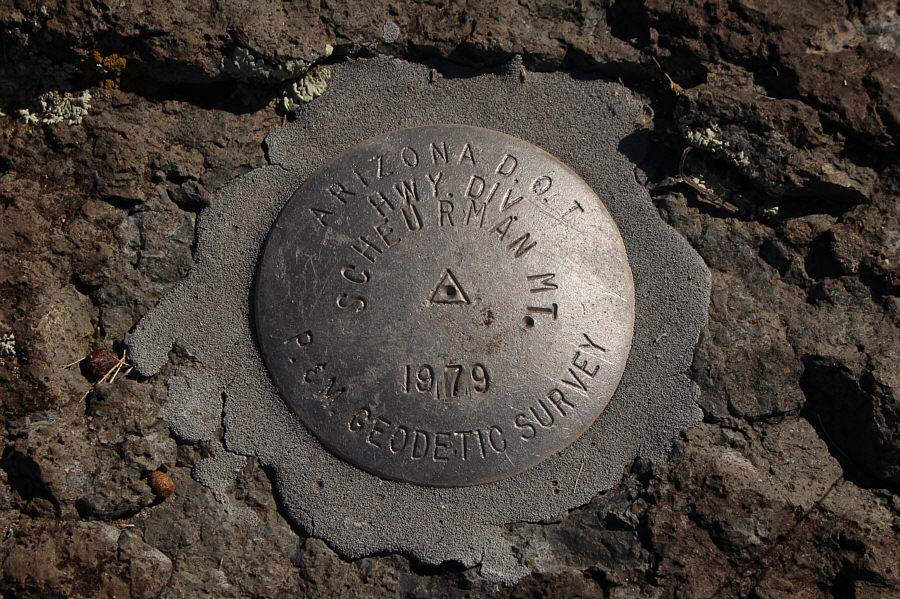 ARIZONA D.O.T.
HWY. DIV.
SCHEURMAN MT.
1979
P. & M. GEODETIC SURVEY